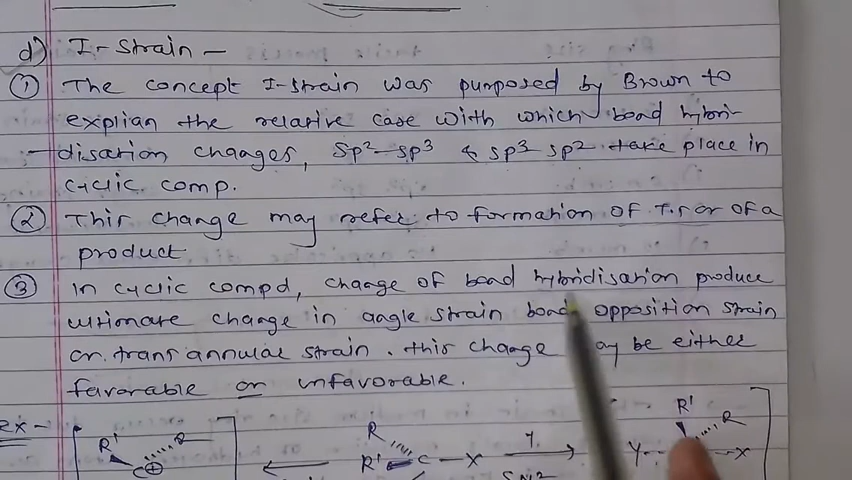 d) I-strain -
① The concept I-strain was purposed by Brown to
explian the relative case with which bond hybri-
-disation changes, sp²-sp³ & sp³ sp² take place in
cyclic comp.
② This change may refer to formation of T.S or of a
product
③ In cyclic compd, change of bond hybridisation produce
ultimate change in angle strain bond opposition strain
or trans annular strain. this change may be either
favorable or unfavorable.
ex -
R' R R R' R
C⊕ R' C-X Y Y X
SN2